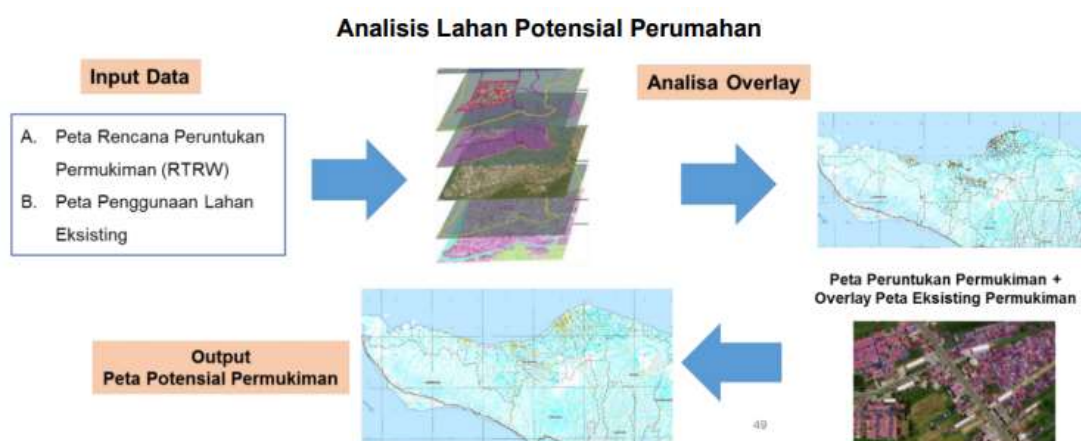 Analisis Lahan Potensial Perumahan
Input Data
Analisa Overlay
A. Peta Rencana Peruntukan
Permukiman (RTRW)
B. Peta Penggunaan Lahan
Eksisting
Peta Peruntukan Permukiman +
Overlay Peta Eksisting Permukiman
Output
Peta Potensial Permukiman
49